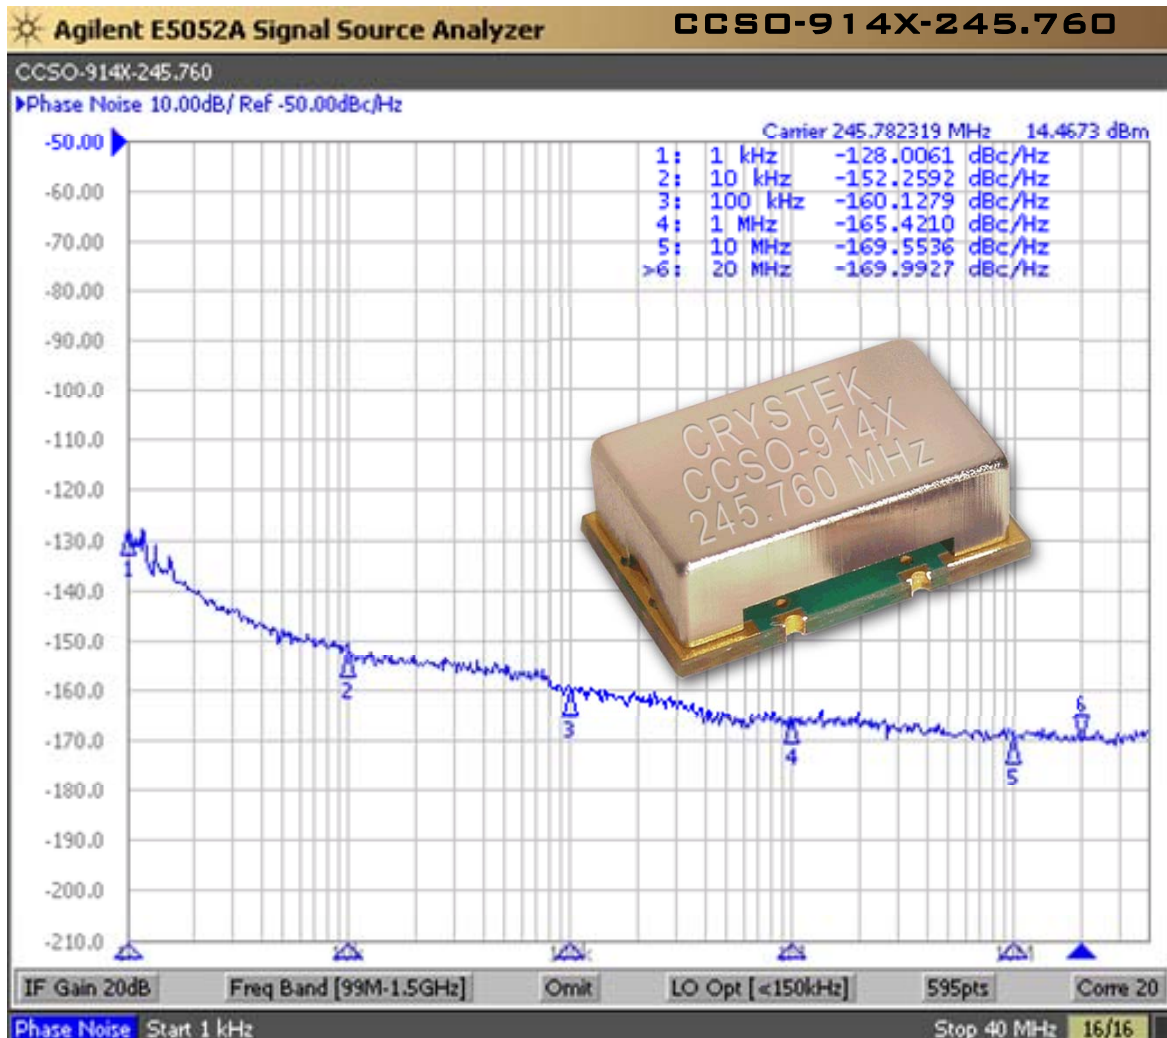 Agilent E5052A Signal Source Analyzer
CCSO-914X-245.760
CCSO-914X-245.760
Phase Noise 10.00dB/ Ref -50.00dBc/Hz
Carrier 245.782319 MHz 14.4673 dBm
1: 1 kHz -128.0061 dBc/Hz
2: 10 kHz -152.2592 dBc/Hz
3: 100 kHz -160.1279 dBc/Hz
4: 1 MHz -165.4210 dBc/Hz
5: 10 MHz -169.5536 dBc/Hz
>6: 20 MHz -169.9927 dBc/Hz
-50.00
-60.00
-70.00
-80.00
-90.00
-100.0
-110.0
-120.0
-130.0
-140.0
-150.0
-160.0
-170.0
-180.0
-190.0
-200.0
-210.0
CRYSTEK
CCSO-914X
245.760 MHz
1
2
3
4
5
6
IF Gain 20dB
Freq Band [99M-1.5GHz]
Omit
LO Opt [<150kHz]
595pts
Corre 20
Phase Noise
Start 1 kHz
Stop 40 MHz
16/16